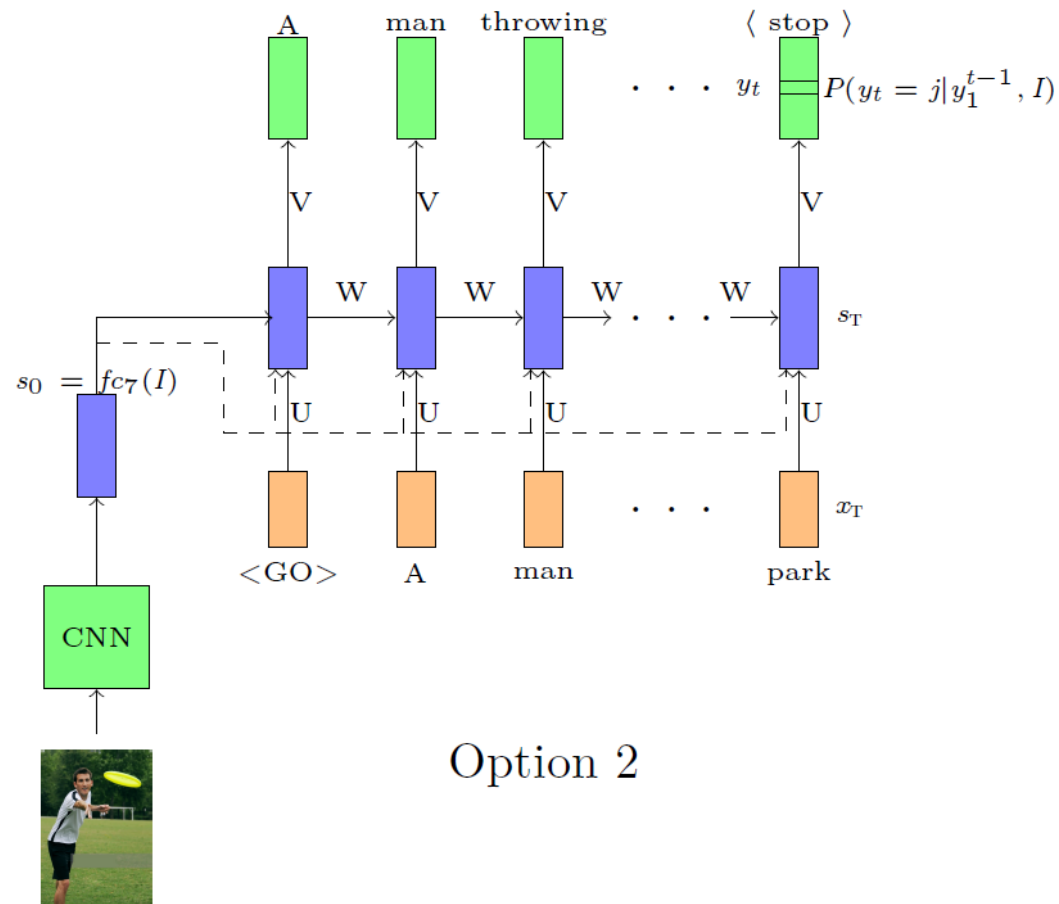 A man throwing ⟨ stop ⟩
· · · y_t P(y_t = j|y_1^{t−1}, I)
V V V V
W W W W
· · · s_T
s_0 = fc_7(I)
U U U U
· · · x_T
<GO> A man park
CNN
Option 2